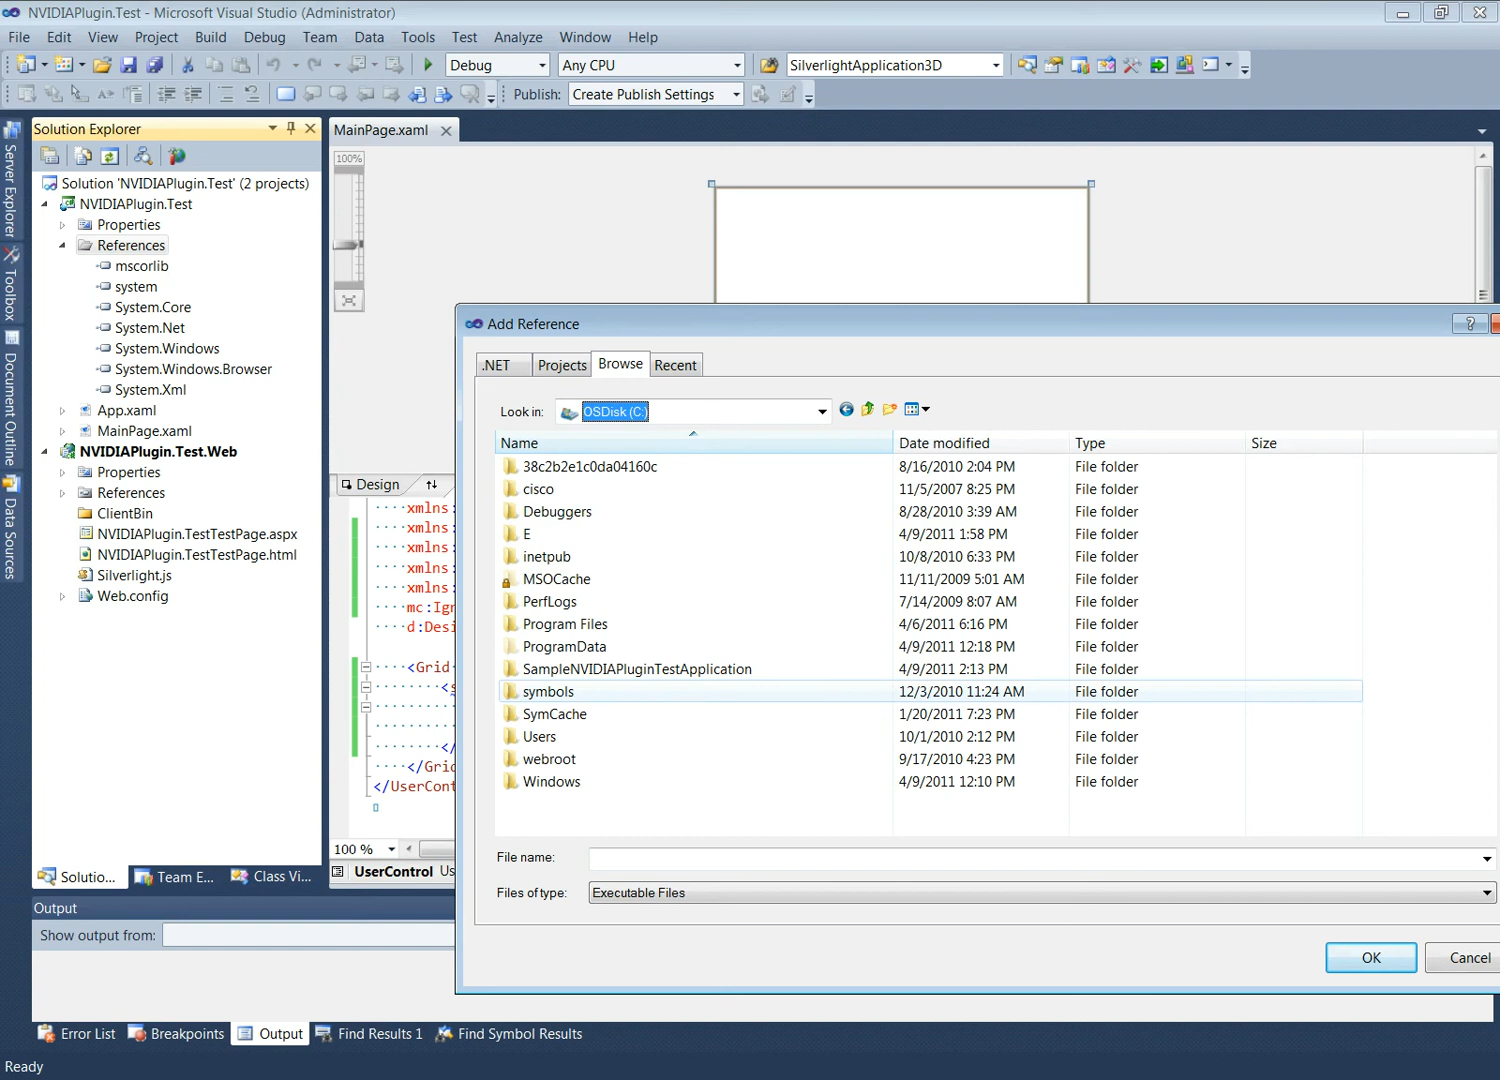 NVIDIAPlugin.Test - Microsoft Visual Studio (Administrator)
File Edit View Project Build Debug Team Data Tools Test Analyze Window Help
Debug Any CPU SilverlightApplication3D
Publish: Create Publish Settings
Server Explorer
Toolbox
Document Outline
Data Sources
Solution Explorer
Solution 'NVIDIAPlugin.Test' (2 projects)
NVIDIAPlugin.Test
Properties
References
mscorlib
system
System.Core
System.Net
System.Windows
System.Windows.Browser
System.Xml
App.xaml
MainPage.xaml
NVIDIAPlugin.Test.Web
Properties
References
ClientBin
NVIDIAPlugin.TestTestPage.aspx
NVIDIAPlugin.TestTestPage.html
Silverlight.js
Web.config
Solutio... Team E... Class Vi...
MainPage.xaml
100%
Design
xmlns:
xmlns:
xmlns:
xmlns:
xmlns:
mc:Ign
d:Desi
<Grid
<s
</
</Grid
</UserCont
100 %
UserControl Us
Add Reference
.NET Projects Browse Recent
Look in: OSDisk (C:)
Name Date modified Type Size
38c2b2e1c0da04160c 8/16/2010 2:04 PM File folder
cisco 11/5/2007 8:25 PM File folder
Debuggers 8/28/2010 3:39 AM File folder
E 4/9/2011 1:58 PM File folder
inetpub 10/8/2010 6:33 PM File folder
MSOCache 11/11/2009 5:01 AM File folder
PerfLogs 7/14/2009 8:07 AM File folder
Program Files 4/6/2011 6:16 PM File folder
ProgramData 4/9/2011 12:18 PM File folder
SampleNVIDIAPluginTestApplication 4/9/2011 2:13 PM File folder
symbols 12/3/2010 11:24 AM File folder
SymCache 1/20/2011 7:23 PM File folder
Users 10/1/2010 2:12 PM File folder
webroot 9/17/2010 4:23 PM File folder
Windows 4/9/2011 12:10 PM File folder
File name:
Files of type: Executable Files
OK Cancel
Output
Show output from:
Error List Breakpoints Output Find Results 1 Find Symbol Results
Ready